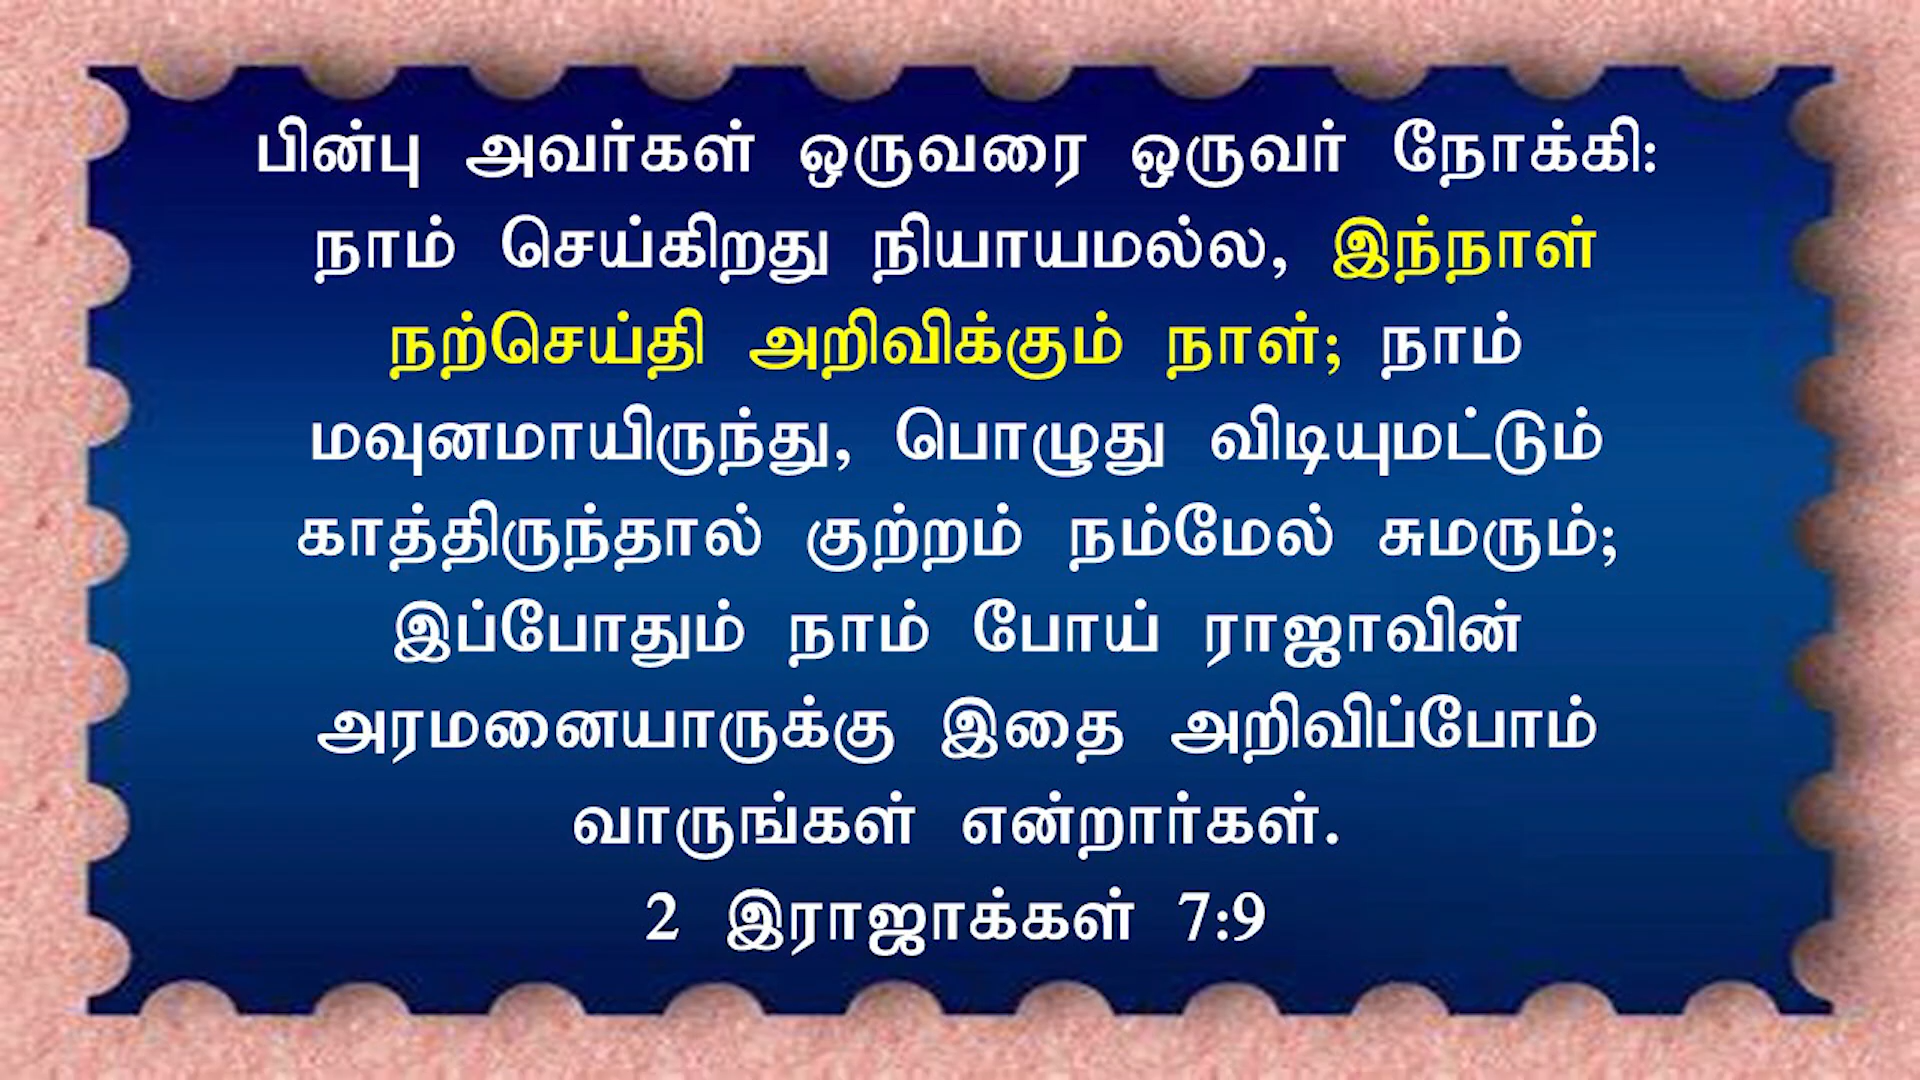 பின்பு அவர்கள் ஒருவரை ஒருவர் நோக்கி:
நாம் செய்கிறது நியாயமல்ல, இந்நாள்
நற்செய்தி அறிவிக்கும் நாள்; நாம்
மவுனமாயிருந்து, பொழுது விடியுமட்டும்
காத்திருந்தால் குற்றம் நம்மேல் சுமரும்;
இப்போதும் நாம் போய் ராஜாவின்
அரமனையாருக்கு இதை அறிவிப்போம்
வாருங்கள் என்றார்கள்.
2 இராஜாக்கள் 7:9